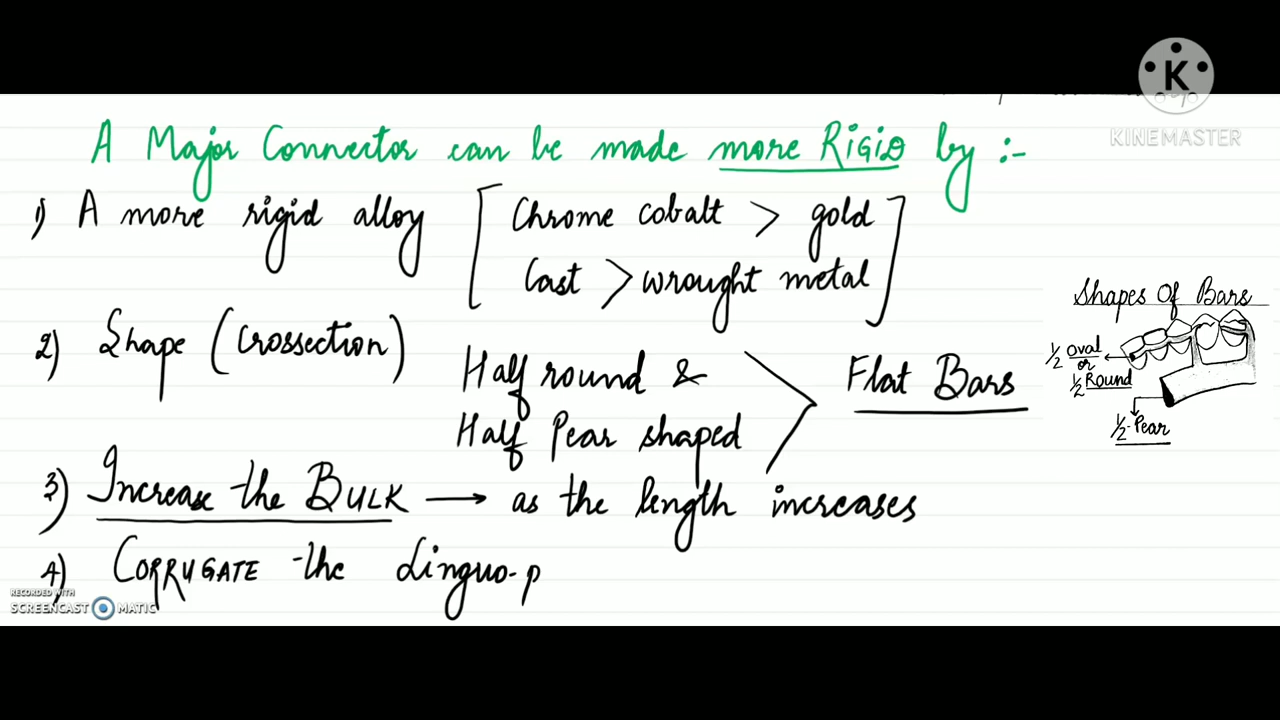 K
KINEMASTER
A Major Connector can be made more RIGID by :-
1) A more rigid alloy [Chrome cobalt > gold
Cast > wrought metal]
2) Shape (Crossection)
Half round &
Half Pear shaped > Flat Bars
3) Increase the BULK → as the length increases
4) CORRUGATE the Linguo-p
Shapes Of Bars
1/2 Oval
or
1/2 Round
1/2-Pear
RECORDED WITH
SCREENCAST MATIC